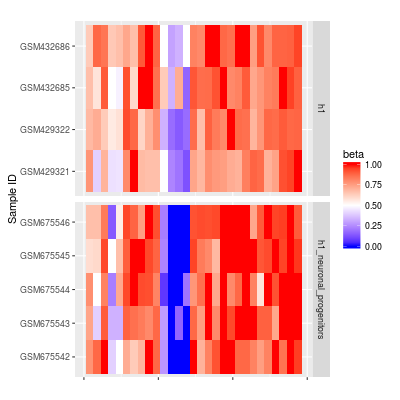 Sample ID
GSM432686
GSM432685
GSM429322
GSM429321
h1
GSM675546
GSM675545
GSM675544
GSM675543
GSM675542
h1_neuronal_progenitors
beta
1.00
0.75
0.50
0.25
0.00